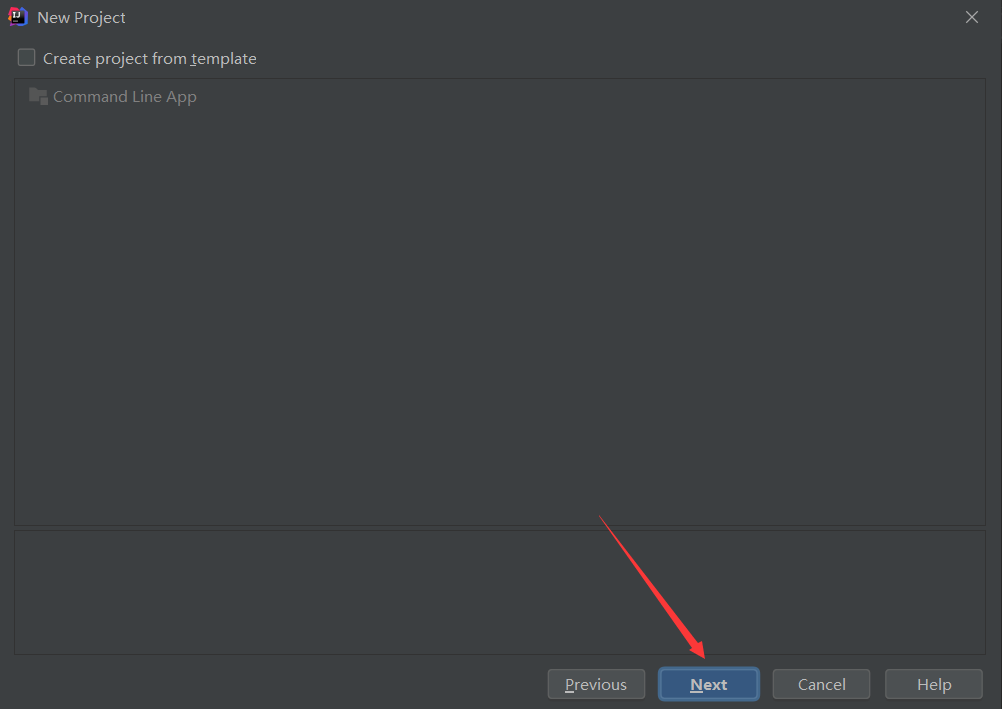 New Project
Create project from template
Command Line App
Previous Next Cancel Help